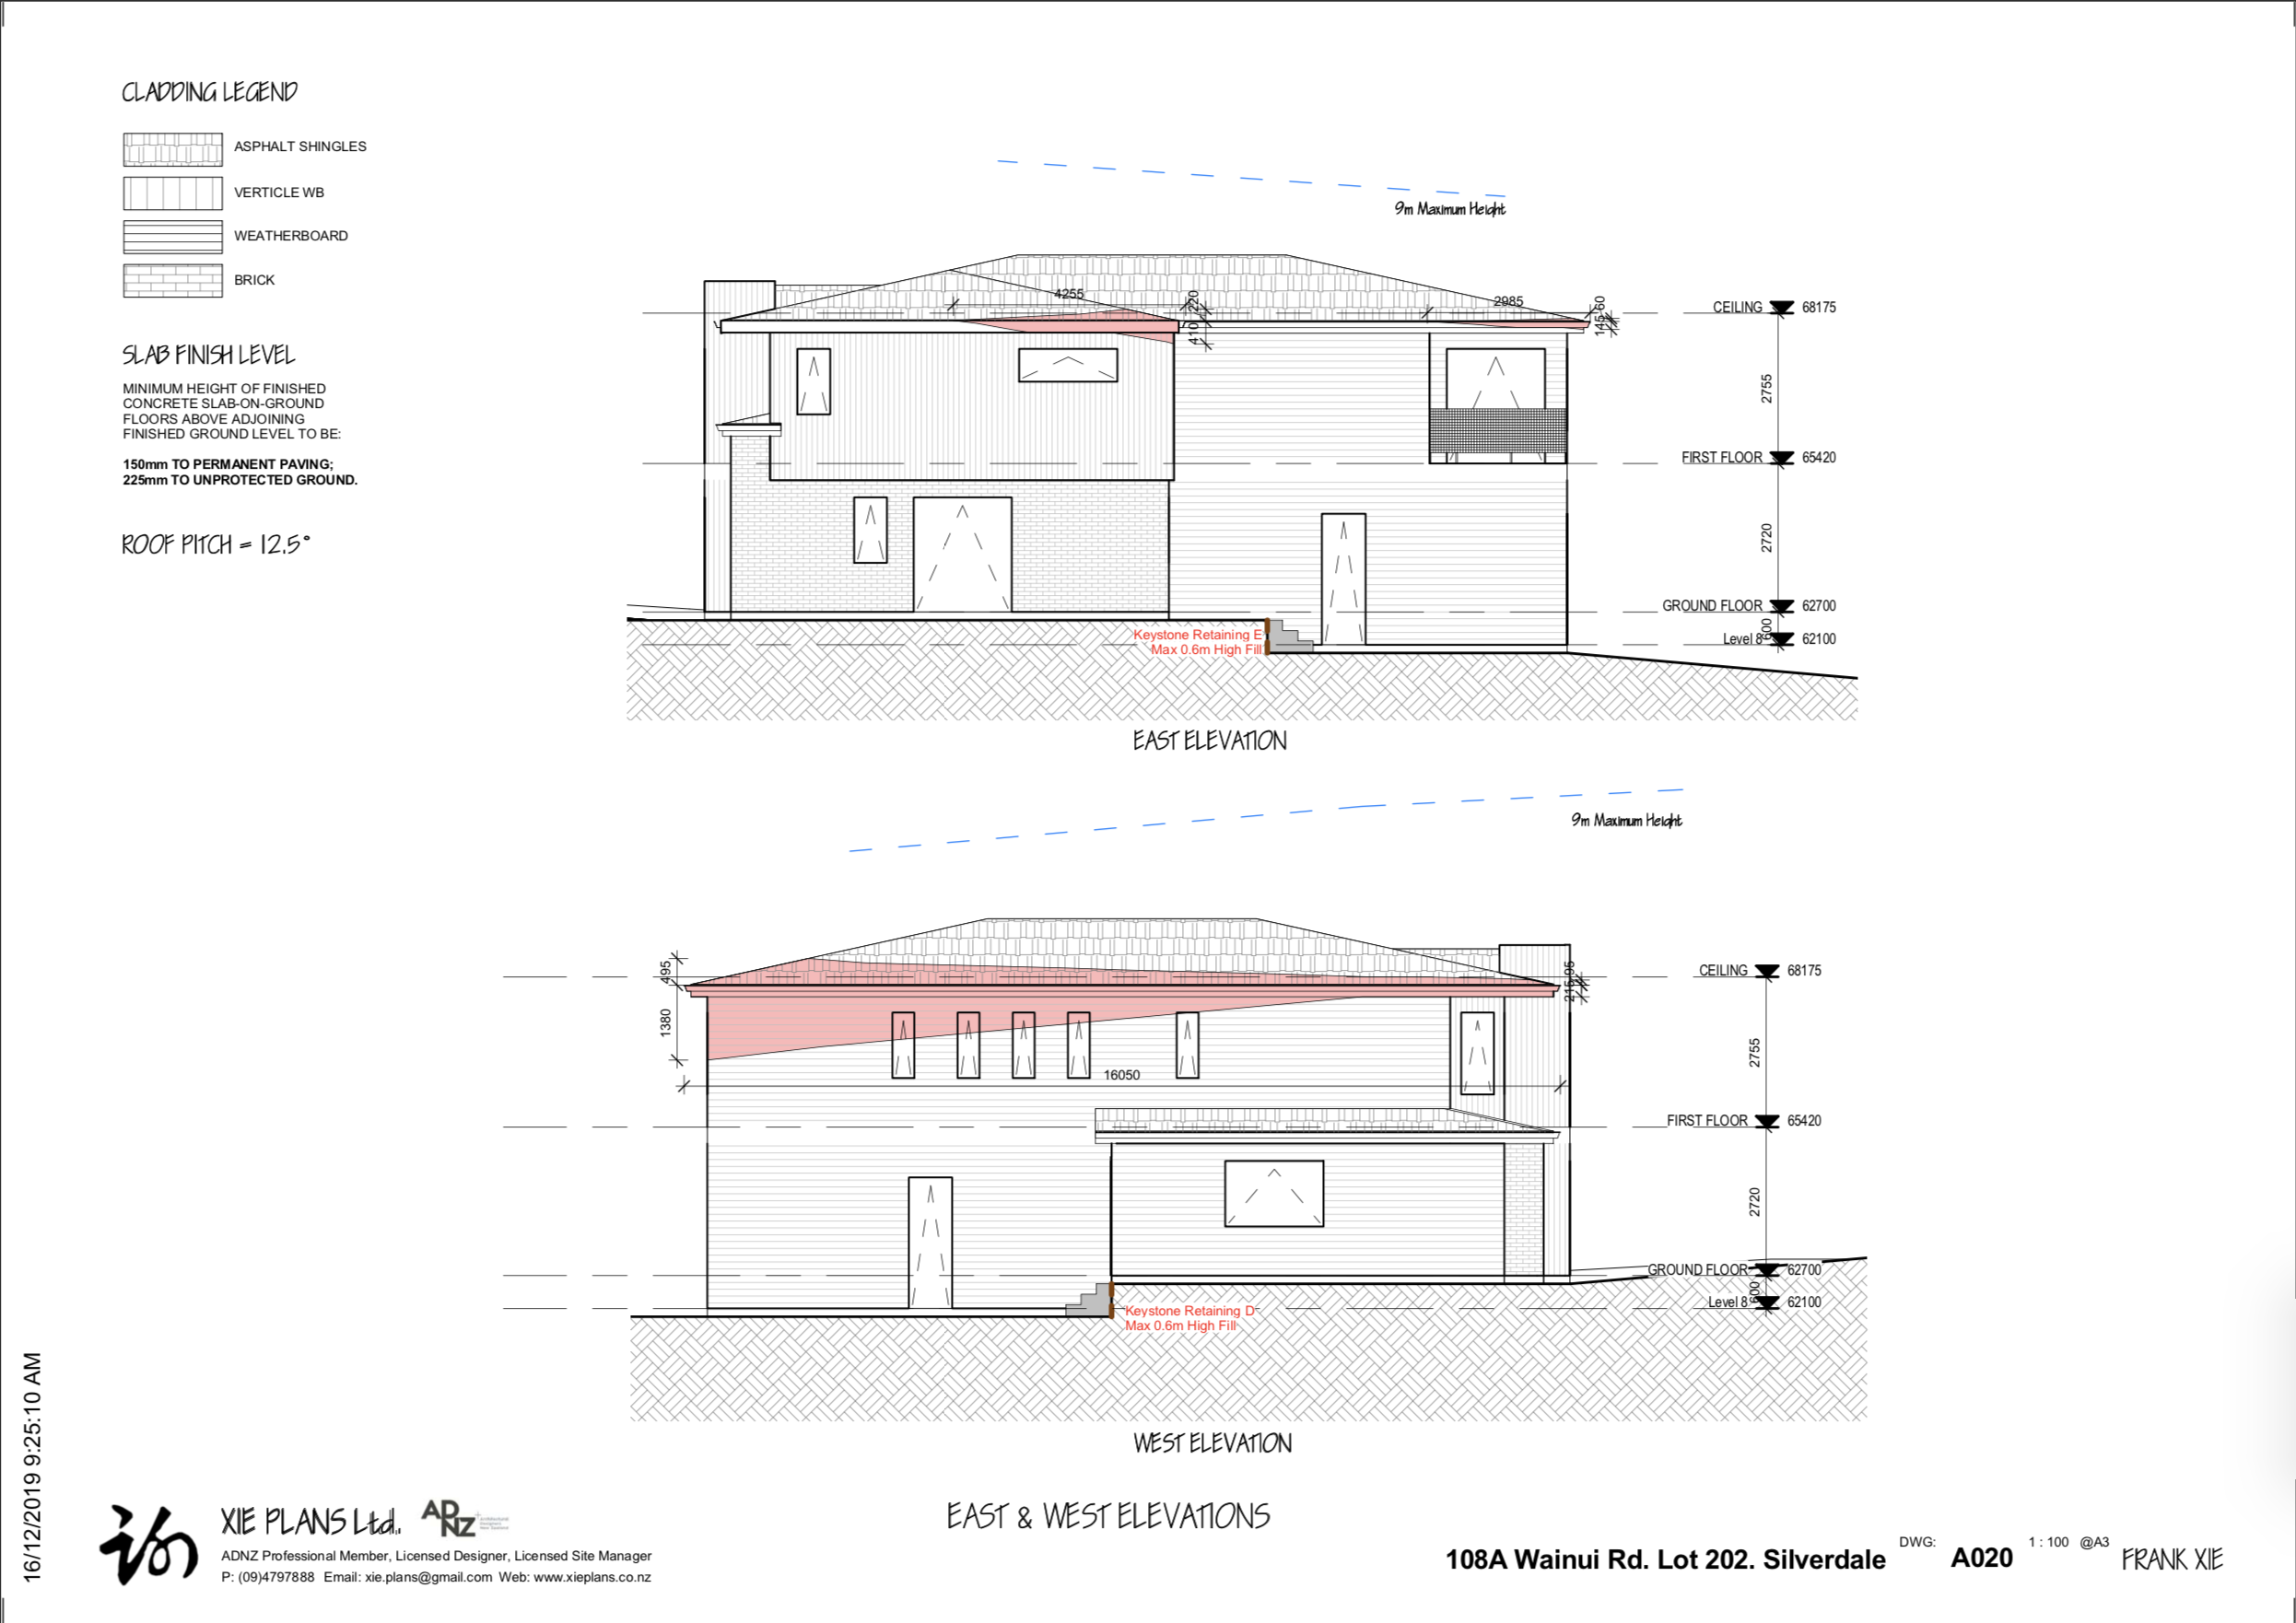 CLADDING LEGEND
ASPHALT SHINGLES
VERTICLE WB
WEATHERBOARD
BRICK
SLAB FINISH LEVEL
MINIMUM HEIGHT OF FINISHED
CONCRETE SLAB-ON-GROUND
FLOORS ABOVE ADJOINING
FINISHED GROUND LEVEL TO BE:
150mm TO PERMANENT PAVING;
225mm TO UNPROTECTED GROUND.
ROOF PITCH = 12.5°
9m Maximum Height
4255
220
410
2985
60
145
CEILING 68175
2755
FIRST FLOOR 65420
2720
GROUND FLOOR 62700
600
Level 8 62100
Keystone Retaining E
Max 0.6m High Fill
EAST ELEVATION
9m Maximum Height
495
1380
16050
95
215
CEILING 68175
2755
FIRST FLOOR 65420
2720
GROUND FLOOR 62700
600
Level 8 62100
Keystone Retaining D
Max 0.6m High Fill
WEST ELEVATION
EAST & WEST ELEVATIONS
16/12/2019 9:25:10 AM
XIE PLANS Ltd.
ADNZ
ADNZ Professional Member, Licensed Designer, Licensed Site Manager
P: (09)4797888 Email: xie.plans@gmail.com Web: www.xieplans.co.nz
108A Wainui Rd. Lot 202. Silverdale
DWG: A020 1 : 100 @A3 FRANK XIE